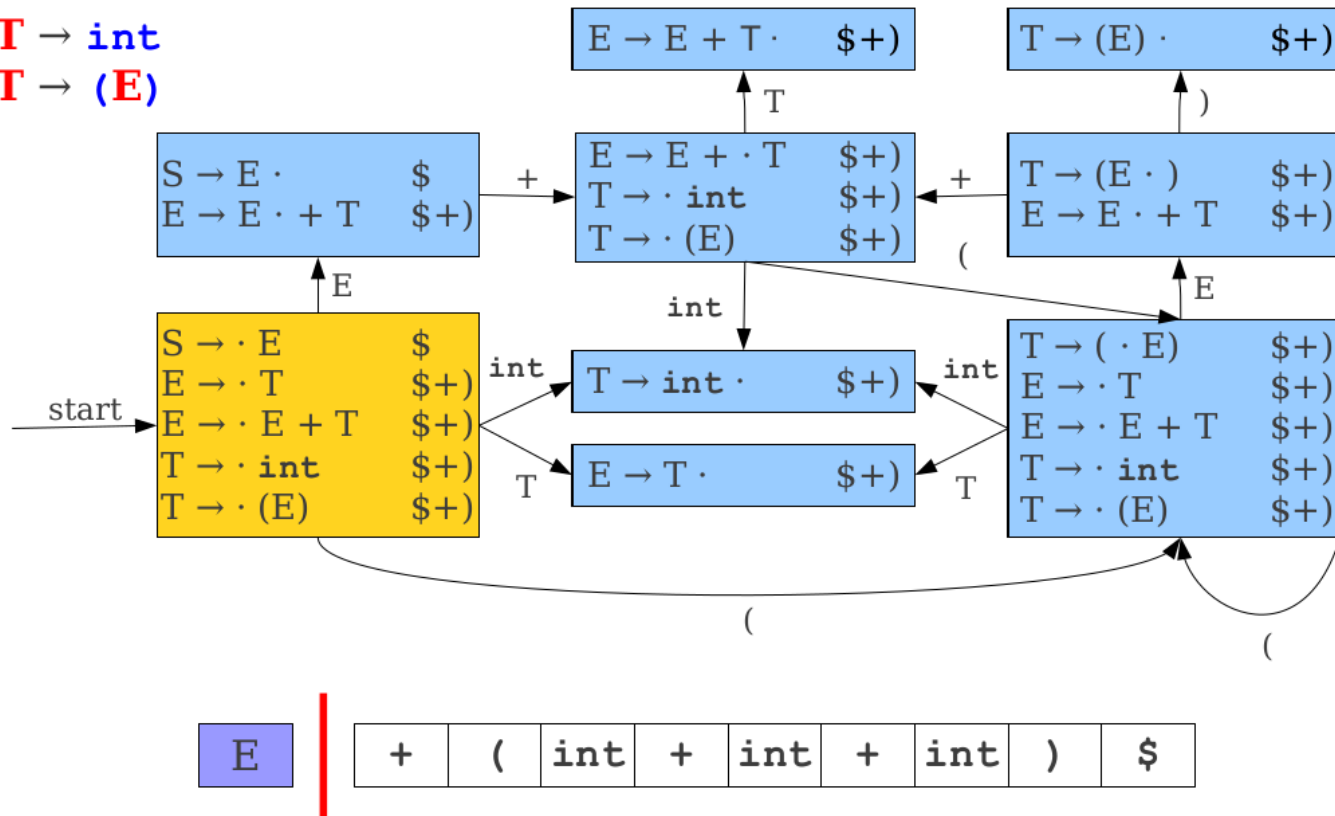 T → int
T → (E)
E → E + T · $+)
T → (E) · $+)
T
)
S → E · $
E → E · + T $+)
+
E → E + · T $+)
T → · int $+)
T → · (E) $+)
+
T → (E · ) $+)
E → E · + T $+)
E
int
(
E
start
S → · E $
E → · T $+)
E → · E + T $+)
T → · int $+)
T → · (E) $+)
int
T
T → int · $+)
E → T · $+)
int
T
T → ( · E) $+)
E → · T $+)
E → · E + T $+)
T → · int $+)
T → · (E) $+)
(
(
E + ( int + int + int ) $